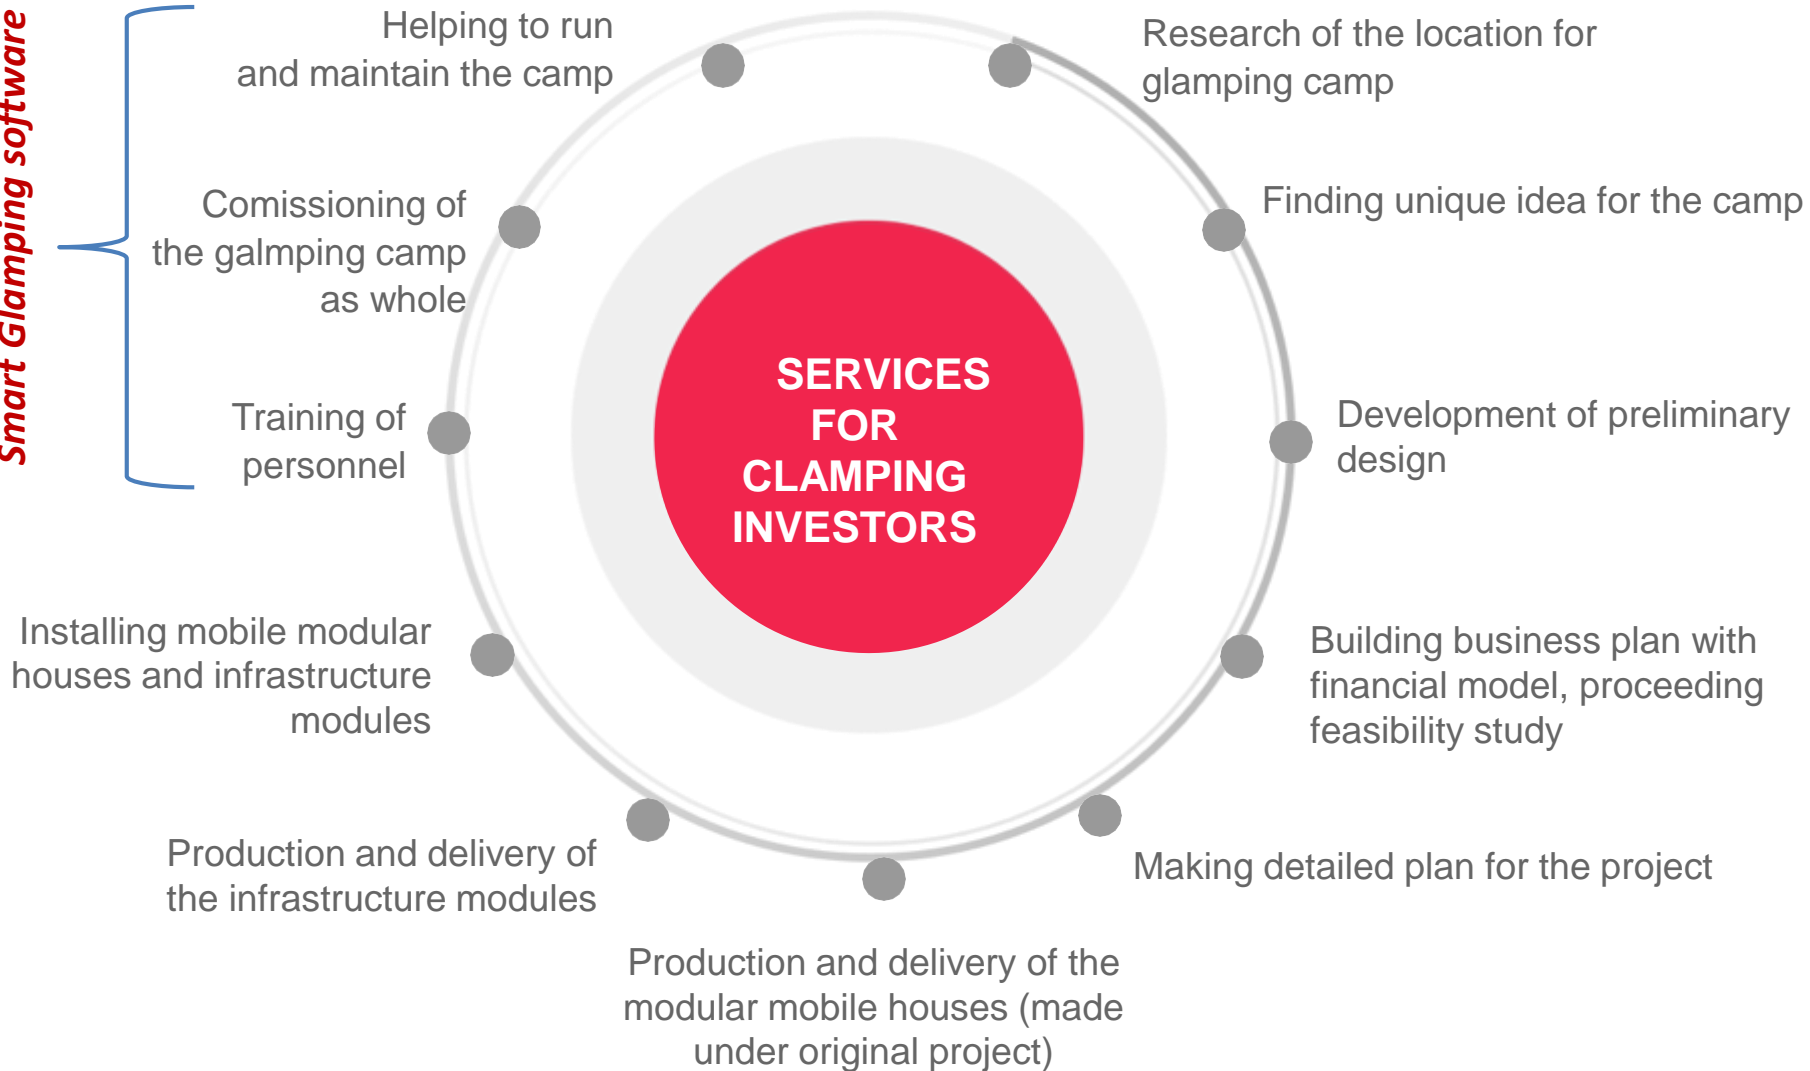 Smart Glamping software
Helping to run
and maintain the camp
Comissioning of
the galmping camp
as whole
Training of
personnel
Installing mobile modular
houses and infrastructure
modules
Production and delivery of
the infrastructure modules
Production and delivery of the
modular mobile houses (made
under original project)
SERVICES
FOR
CLAMPING
INVESTORS
Research of the location for
glamping camp
Finding unique idea for the camp
Development of preliminary
design
Building business plan with
financial model, proceeding
feasibility study
Making detailed plan for the project